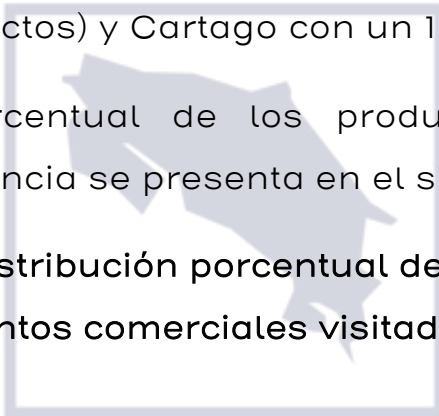 ctos) y Cartago con un 1
rcentual de los produ
ncia se presenta en el s
stribución porcentual de
ntos comerciales visitad